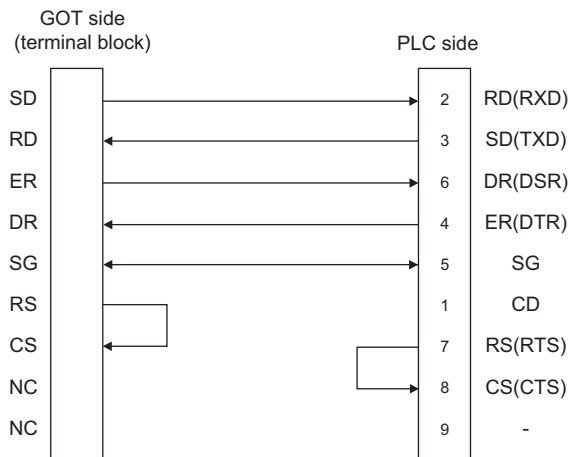 GOT side
(terminal block)
PLC side
SD 2 RD(RXD)
RD 3 SD(TXD)
ER 6 DR(DSR)
DR 4 ER(DTR)
SG 5 SG
RS 1 CD
CS 7 RS(RTS)
NC 8 CS(CTS)
NC 9 -